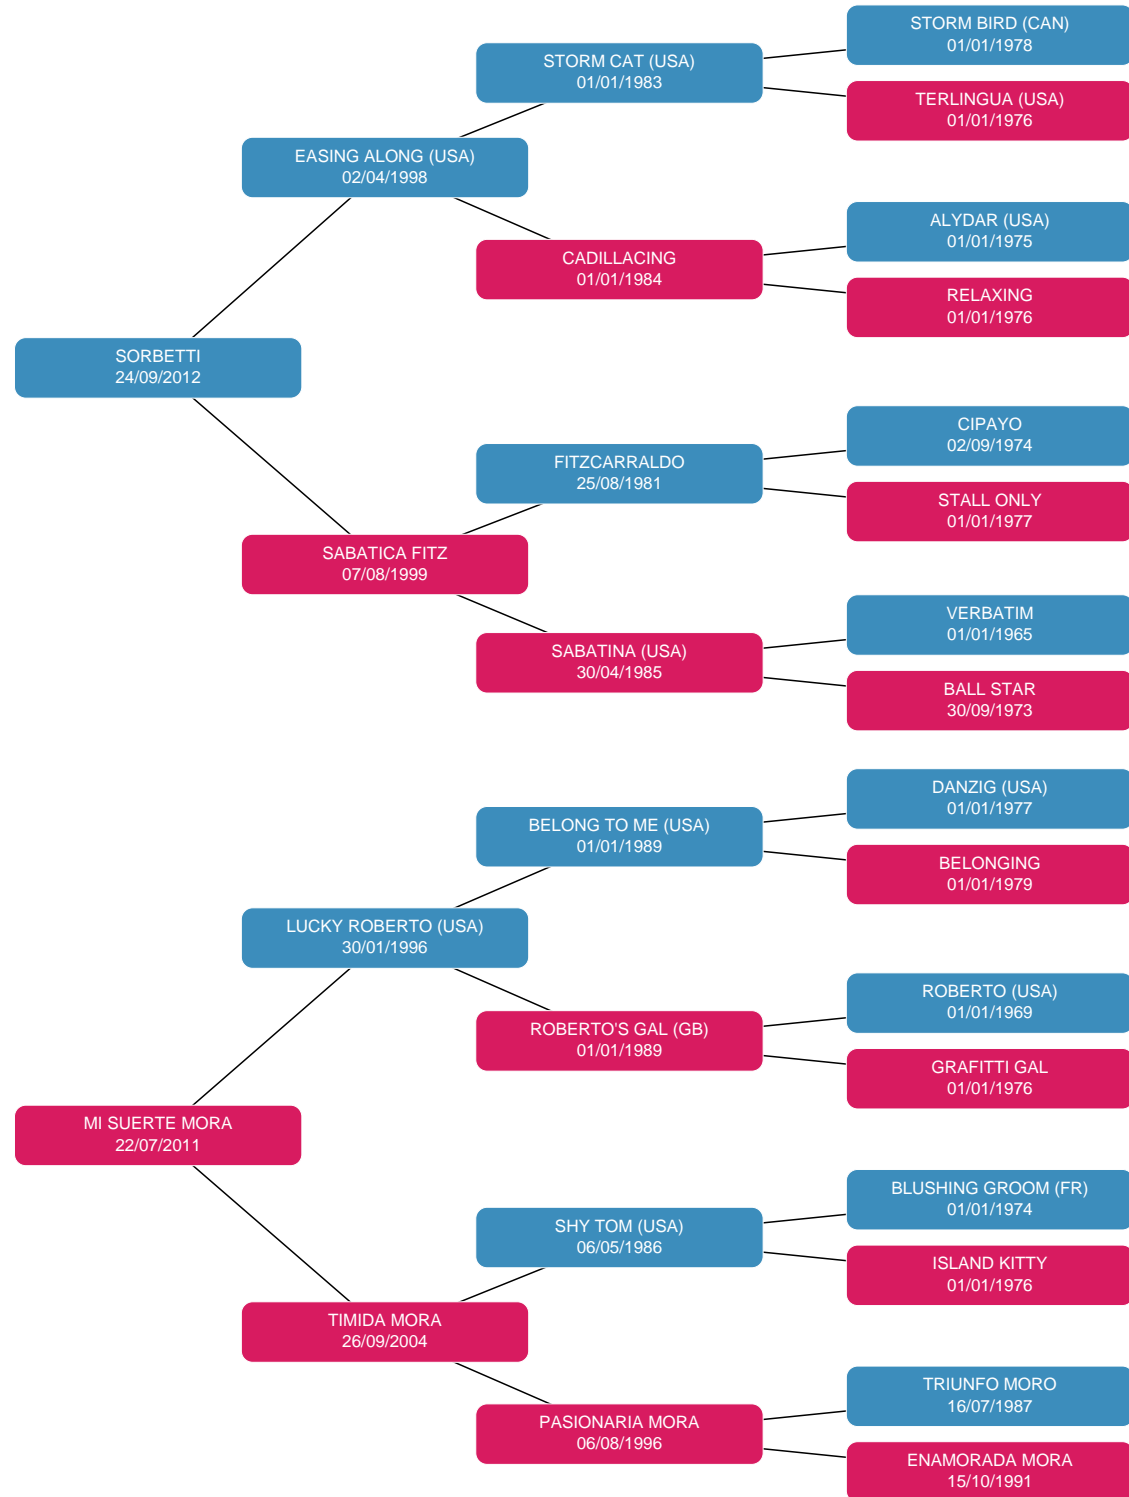 STORM BIRD (CAN)
01/01/1978
STORM CAT (USA)
01/01/1983
TERLINGUA (USA)
01/01/1976
EASING ALONG (USA)
02/04/1998
ALYDAR (USA)
01/01/1975
CADILLACING
01/01/1984
RELAXING
01/01/1976
SORBETTI
24/09/2012
CIPAYO
02/09/1974
FITZCARRALDO
25/08/1981
STALL ONLY
01/01/1977
SABATICA FITZ
07/08/1999
VERBATIM
01/01/1965
SABATINA (USA)
30/04/1985
BALL STAR
30/09/1973
DANZIG (USA)
01/01/1977
BELONG TO ME (USA)
01/01/1989
BELONGING
01/01/1979
LUCKY ROBERTO (USA)
30/01/1996
ROBERTO (USA)
01/01/1969
ROBERTO'S GAL (GB)
01/01/1989
GRAFITTI GAL
01/01/1976
MI SUERTE MORA
22/07/2011
BLUSHING GROOM (FR)
01/01/1974
SHY TOM (USA)
06/05/1986
ISLAND KITTY
01/01/1976
TIMIDA MORA
26/09/2004
TRIUNFO MORO
16/07/1987
PASIONARIA MORA
06/08/1996
ENAMORADA MORA
15/10/1991